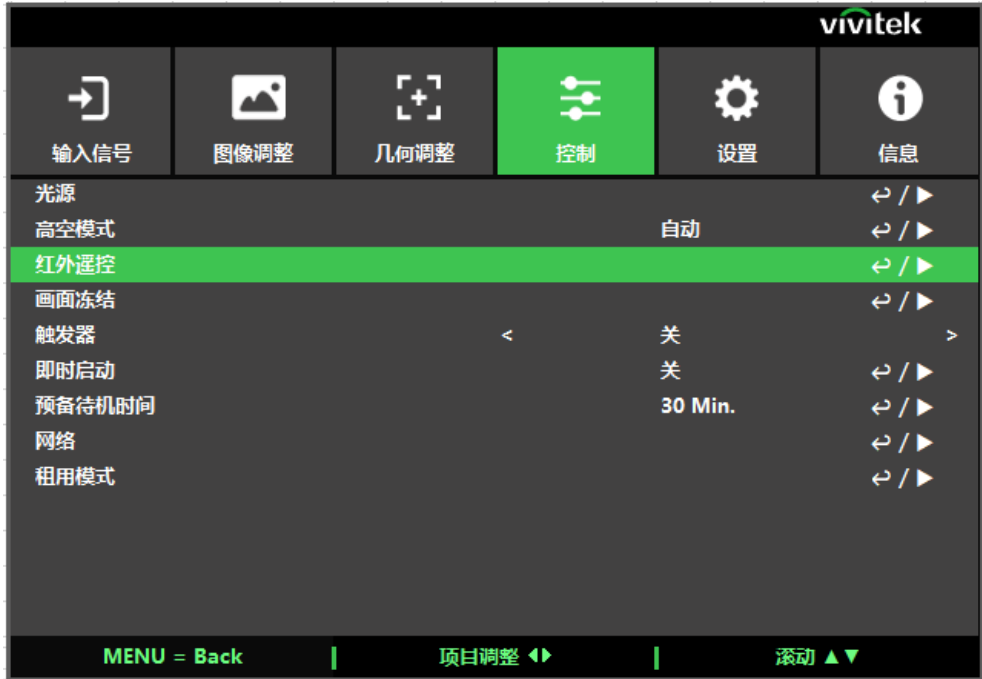 vivitek
输入信号 图像调整 几何调整 控制 设置 信息
光源 ↩ / ▶
高空模式 自动 ↩ / ▶
红外遥控 ↩ / ▶
画面冻结 ↩ / ▶
触发器 < 关 >
即时启动 关 ↩ / ▶
预备待机时间 30 Min. ↩ / ▶
网络 ↩ / ▶
租用模式 ↩ / ▶
MENU = Back 项目调整 ◀▶ 滚动 ▲▼